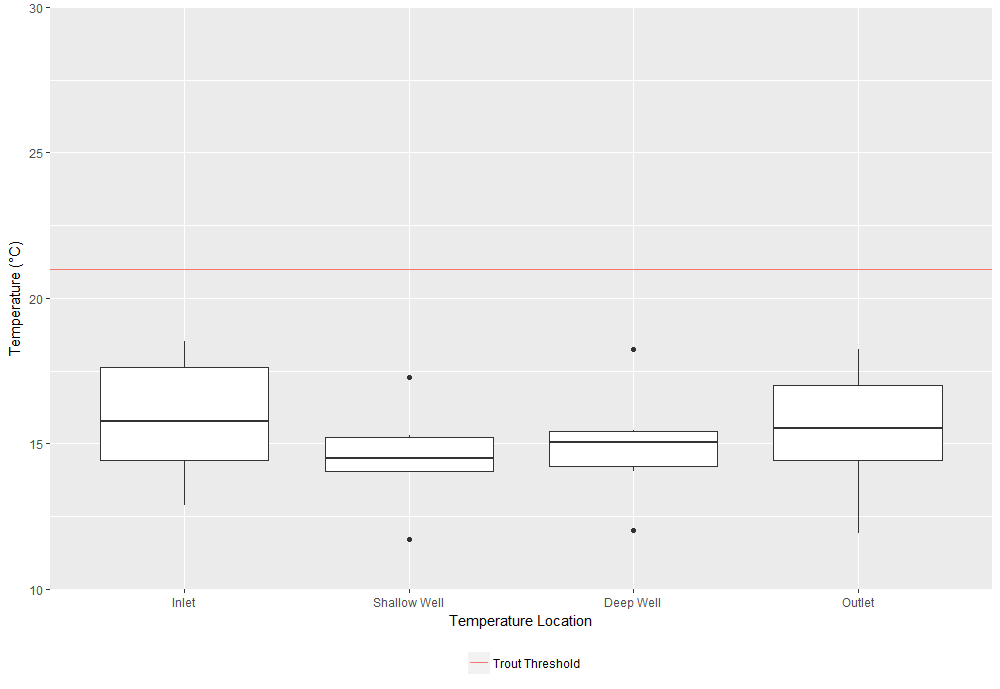 30
25
20
15
10
Temperature (°C)
Inlet Shallow Well Deep Well Outlet
Temperature Location
Trout Threshold